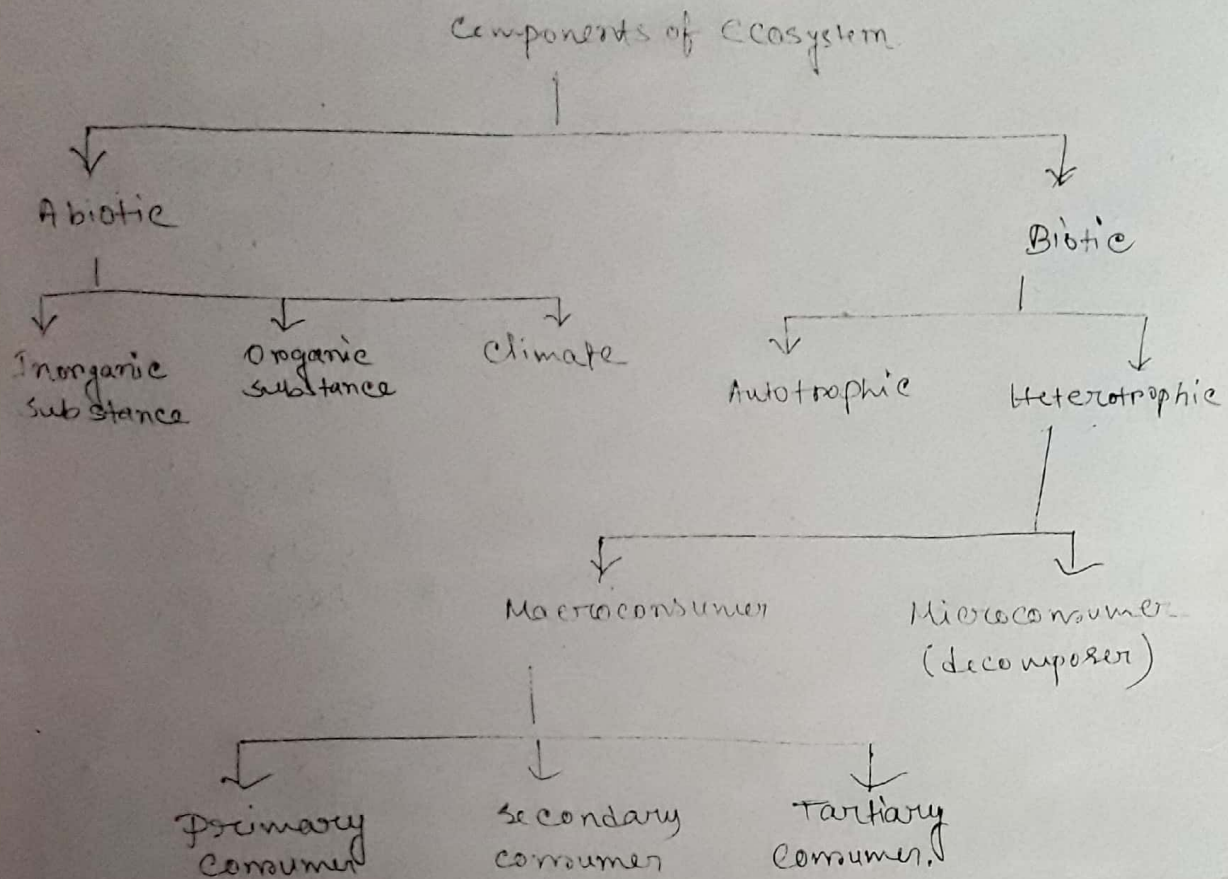 Components of Ecosystem
Abiotic
Biotic
Inorganic
substance
Organic
substance
Climate
Autotrophic
Heterotrophic
Macroconsumer
Microconsumer
(decomposer)
Primary
consumer
Secondary
consumer
Tartiary
Consumer.